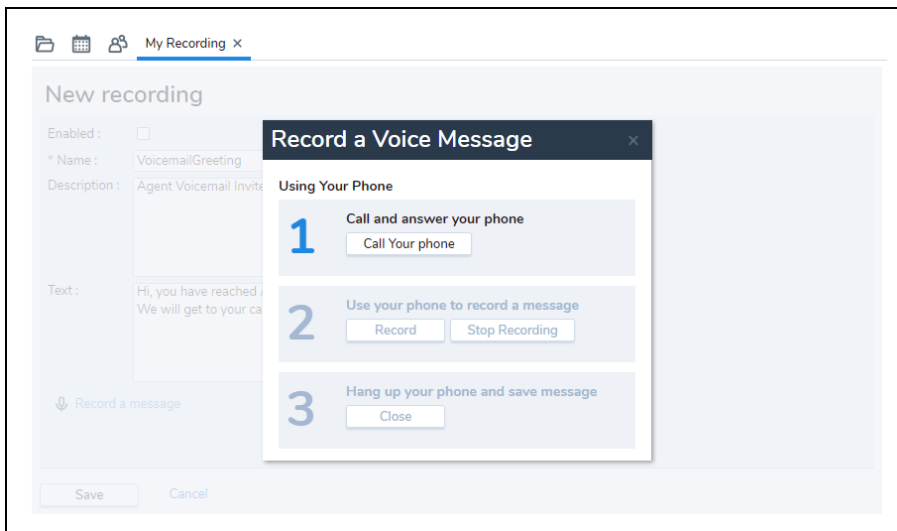 My Recording ×
New recording
Enabled :
* Name : VoicemailGreeting
Description : Agent Voicemail Invite
Text : Hi, you have reached
We will get to your ca
Record a message
Save Cancel
Record a Voice Message ×
Using Your Phone
1 Call and answer your phone
Call Your phone
2 Use your phone to record a message
Record Stop Recording
3 Hang up your phone and save message
Close